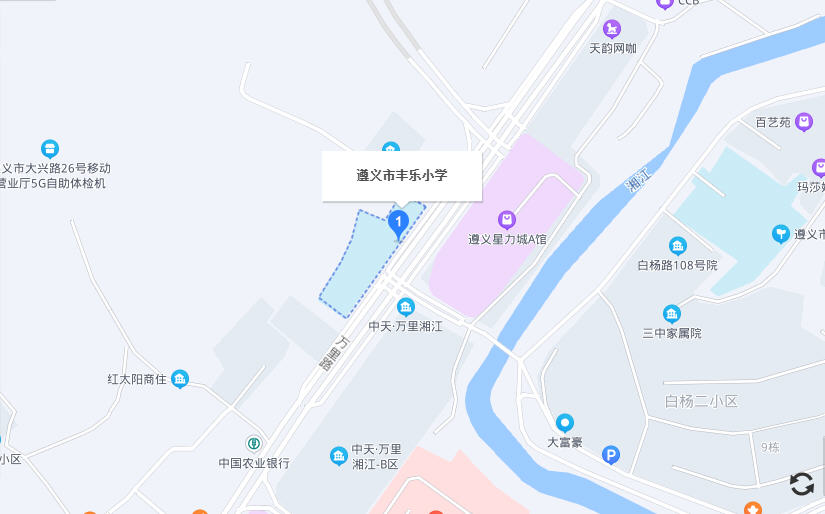 CCB
天韵网咖
百艺苑
义市大兴路26号移动
营业厅5G自助体检机
遵义市丰乐小学
湘江
玛莎
1
遵义市
遵义星力城A馆
白杨路108号院
中天·万里湘江
三中家属院
万里路
红太阳商住
白杨二小区
大富豪
9栋
中天·万里
湘江-B区
P
小区
中国农业银行